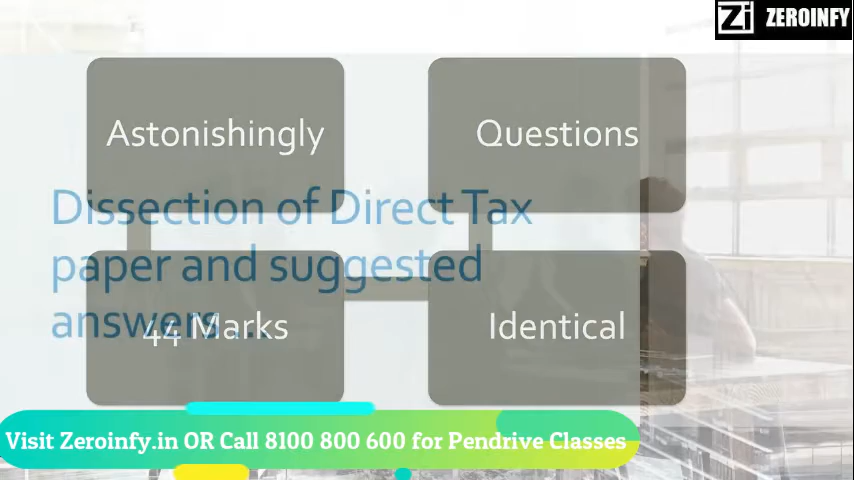 Zi ZEROINFY
Astonishingly
Questions
Dissection of Direct Tax
paper and suggested
answers ...
44 Marks
Identical
Visit Zeroinfy.in OR Call 8100 800 600 for Pendrive Classes